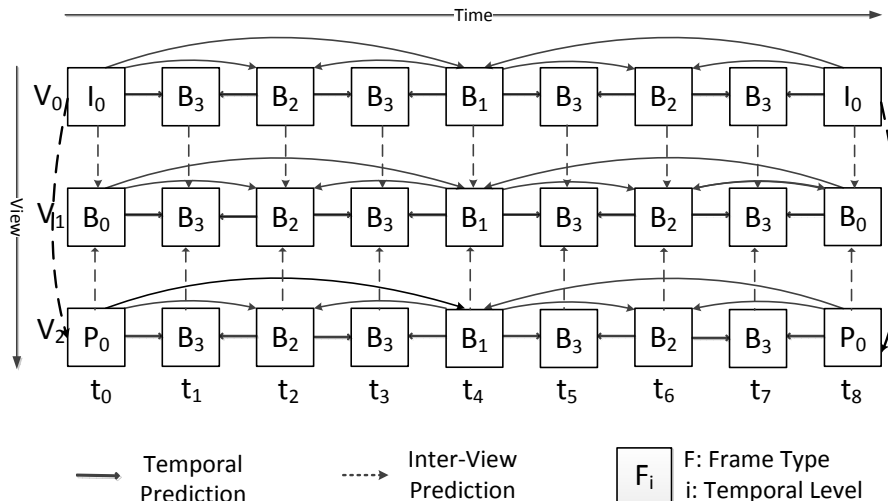 Time
View
V₀ I₀ B₃ B₂ B₃ B₁ B₃ B₂ B₃ I₀
V₁ B₀ B₃ B₂ B₃ B₁ B₃ B₂ B₃ B₀
V₂ P₀ B₃ B₂ B₃ B₁ B₃ B₂ B₃ P₀
t₀ t₁ t₂ t₃ t₄ t₅ t₆ t₇ t₈
Temporal
Prediction
Inter-View
Prediction
Fᵢ
F: Frame Type
i: Temporal Level